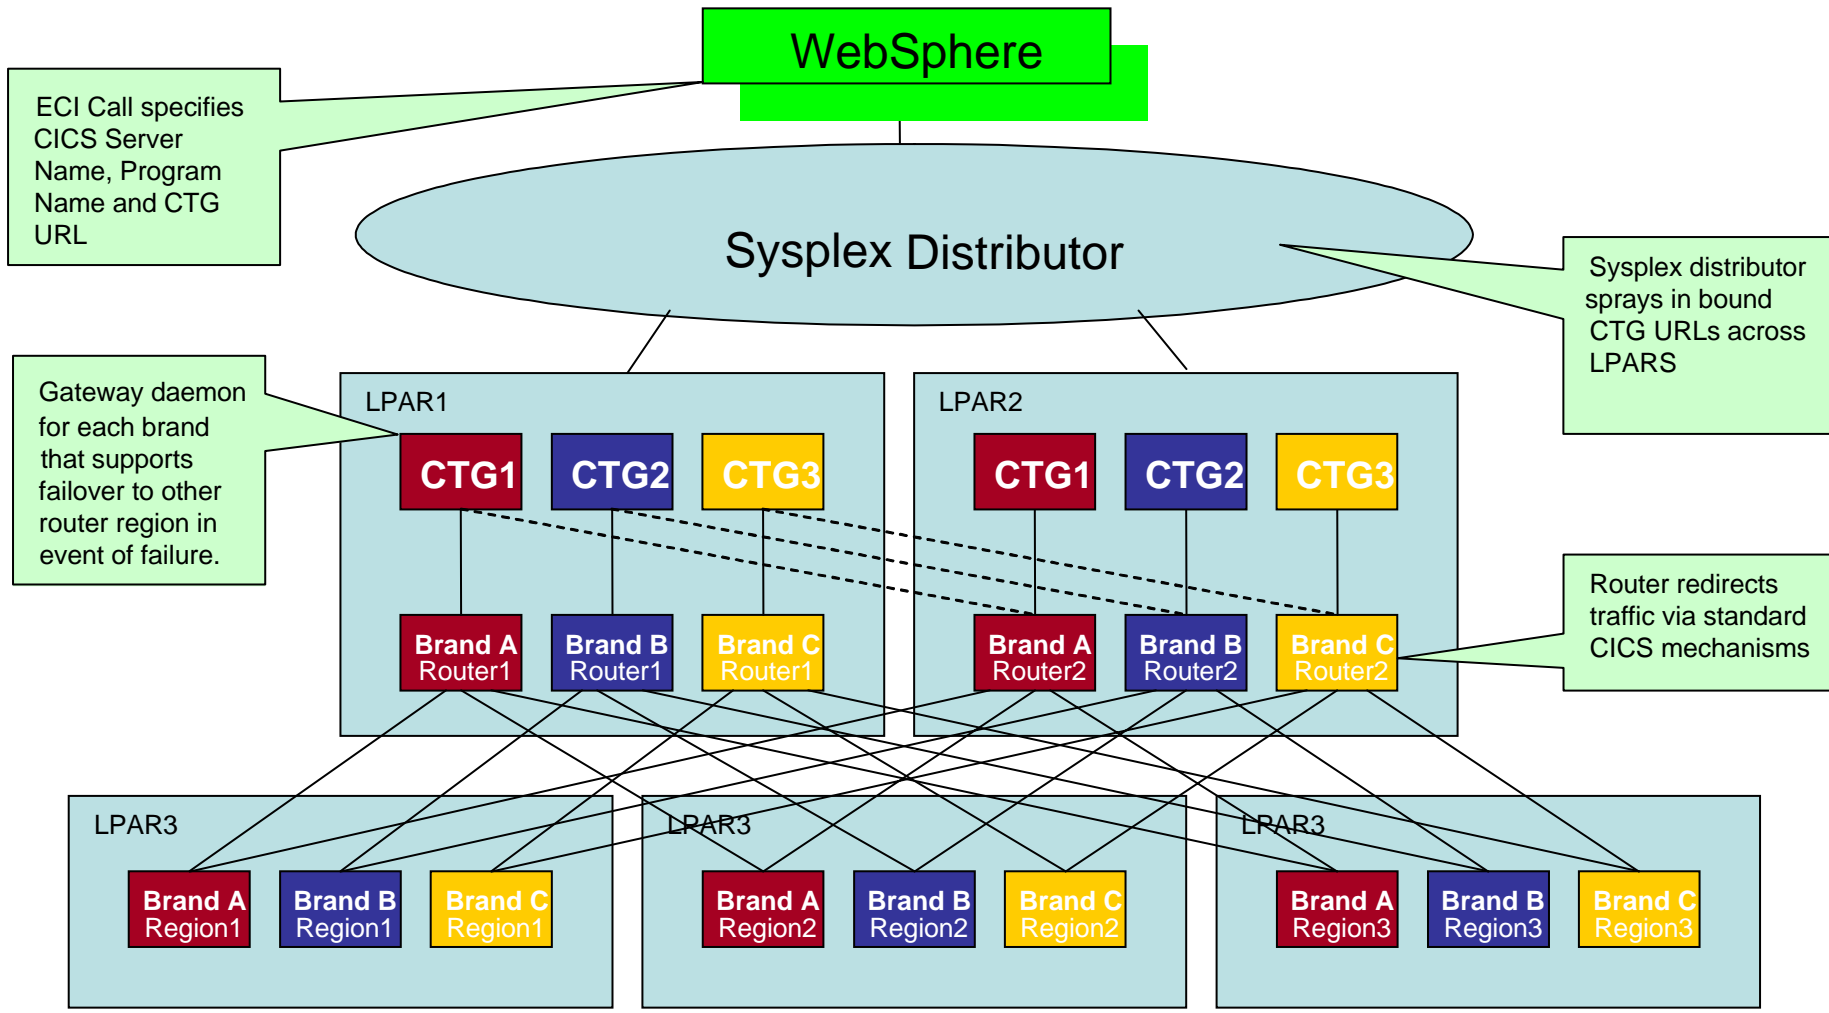 WebSphere
ECI Call specifies
CICS Server
Name, Program
Name and CTG
URL
Sysplex Distributor
Sysplex distributor
sprays in bound
CTG URLs across
LPARS
Gateway daemon
for each brand
that supports
failover to other
router region in
event of failure.
LPAR1
LPAR2
CTG1
CTG2
CTG3
CTG1
CTG2
CTG3
Router redirects
traffic via standard
CICS mechanisms
Brand A
Router1
Brand B
Router1
Brand C
Router1
Brand A
Router2
Brand B
Router2
Brand C
Router2
LPAR3
LPAR3
LPAR3
Brand A
Region1
Brand B
Region1
Brand C
Region1
Brand A
Region2
Brand B
Region2
Brand C
Region2
Brand A
Region3
Brand B
Region3
Brand C
Region3